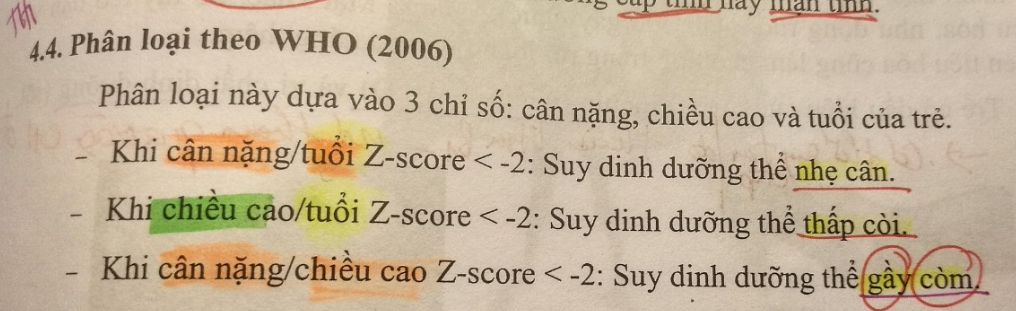 cấp tính hay mạn tính.
TH
4.4. Phân loại theo WHO (2006)
Phân loại này dựa vào 3 chỉ số: cân nặng, chiều cao và tuổi của trẻ.
- Khi cân nặng/tuổi Z-score < -2: Suy dinh dưỡng thể nhẹ cân.
- Khi chiều cao/tuổi Z-score < -2: Suy dinh dưỡng thể thấp còi.
- Khi cân nặng/chiều cao Z-score < -2: Suy dinh dưỡng thể gầy còm.